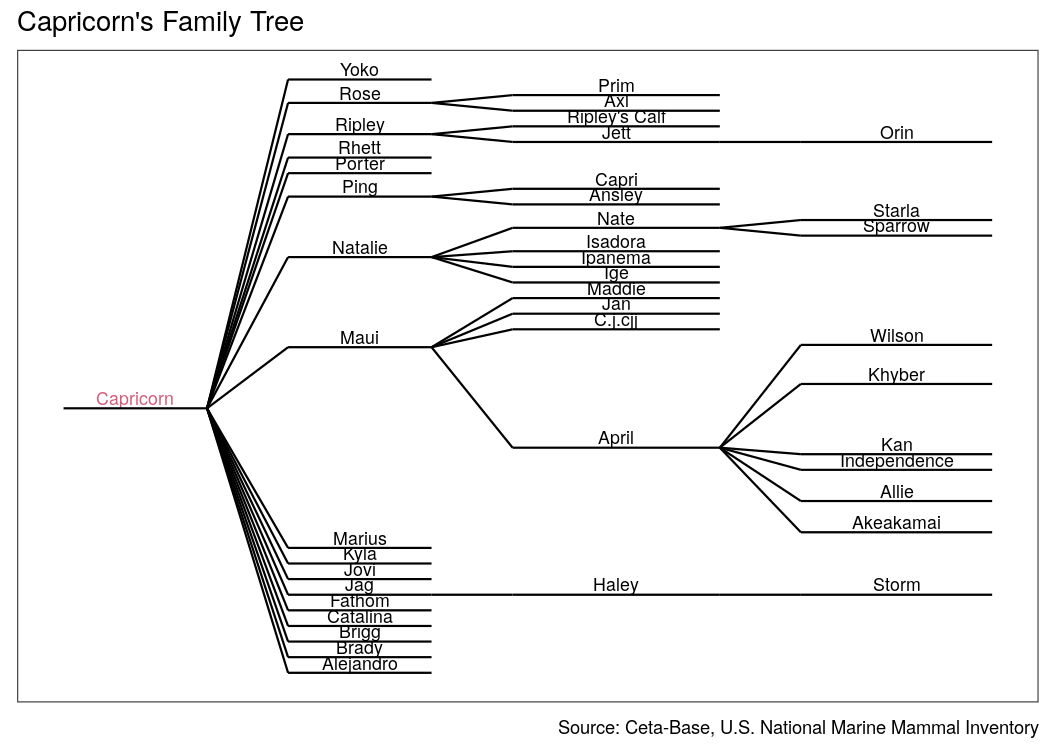 Capricorn's Family Tree
Yoko
Rose
Prim
Axl
Ripley
Ripley's Calf
Jett
Orin
Rhett
Porter
Ping
Capri
Ansley
Natalie
Nate
Starla
Sparrow
Isadora
Ipanema
Ige
Maui
Maddie
Jan
C.j.cjj
April
Wilson
Khyber
Kan
Independence
Allie
Akeakamai
Capricorn
Marius
Kyla
Jovi
Jag
Haley
Storm
Fathom
Catalina
Brigg
Brady
Alejandro
Source: Ceta-Base, U.S. National Marine Mammal Inventory